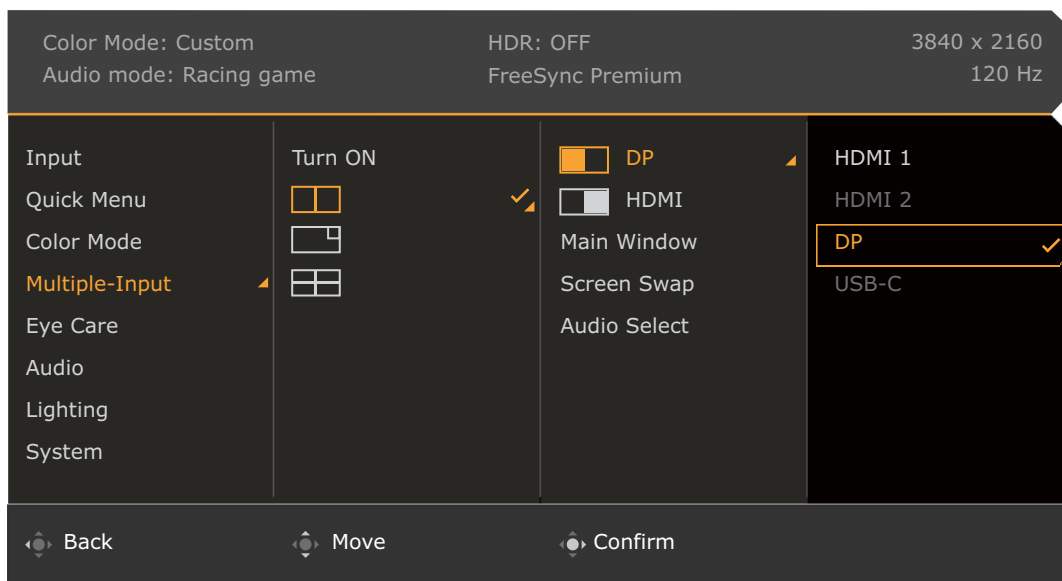 Color Mode: Custom
HDR: OFF
3840 x 2160
Audio mode: Racing game
FreeSync Premium
120 Hz
Input
Quick Menu
Color Mode
Multiple-Input
Eye Care
Audio
Lighting
System
Turn ON
DP
HDMI
Main Window
Screen Swap
Audio Select
HDMI 1
HDMI 2
DP
USB-C
Back
Move
Confirm